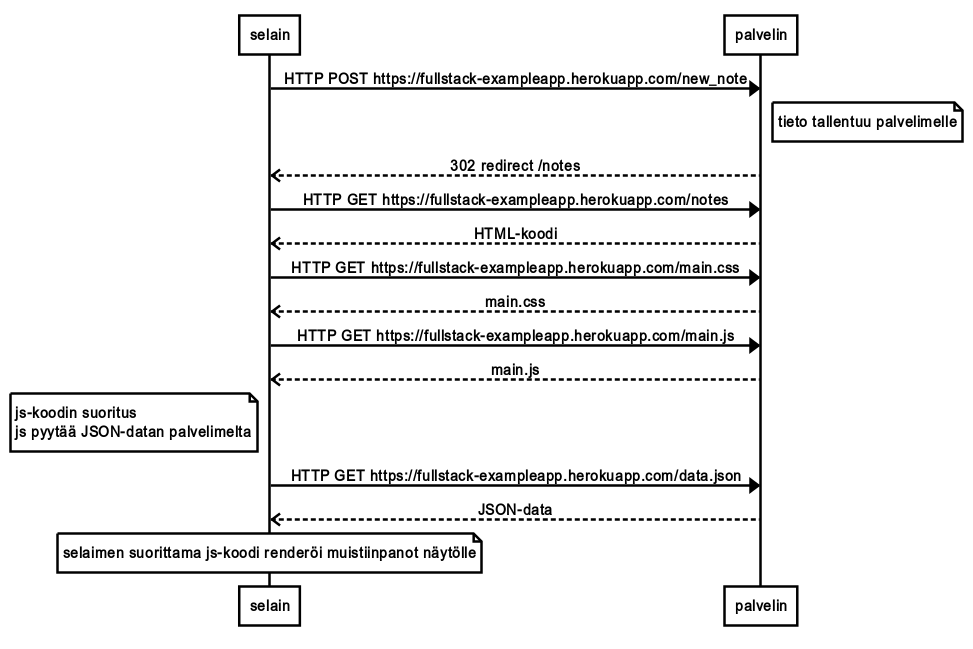 selain
palvelin
HTTP POST https://fullstack-exampleapp.herokuapp.com/new_note
tieto tallentuu palvelimelle
302 redirect /notes
HTTP GET https://fullstack-exampleapp.herokuapp.com/notes
HTML-koodi
HTTP GET https://fullstack-exampleapp.herokuapp.com/main.css
main.css
HTTP GET https://fullstack-exampleapp.herokuapp.com/main.js
main.js
js-koodin suoritus
js pyytää JSON-datan palvelimelta
HTTP GET https://fullstack-exampleapp.herokuapp.com/data.json
JSON-data
selaimen suorittama js-koodi renderöi muistiinpanot näytölle
selain
palvelin